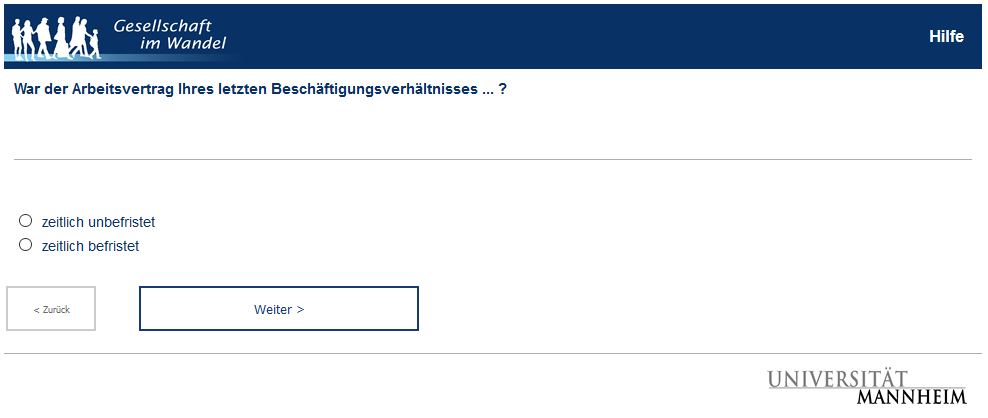 Gesellschaft
im Wandel
Hilfe
War der Arbeitsvertrag Ihres letzten Beschäftigungsverhältnisses ... ?
zeitlich unbefristet
zeitlich befristet
< Zurück
Weiter >
UNIVERSITÄT
MANNHEIM